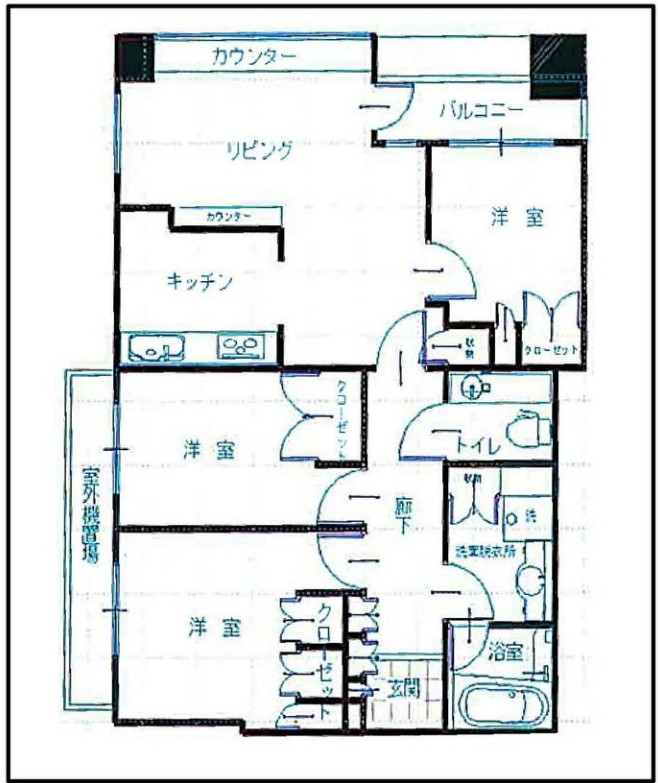 カウンター
バルコニー
リビング
カウンター
洋室
キッチン
収納
クローゼット
クローゼット
洋室
トイレ
室外機置場
廊下
収納
洗
洗面脱衣所
洋室
クローゼット
浴室
玄関